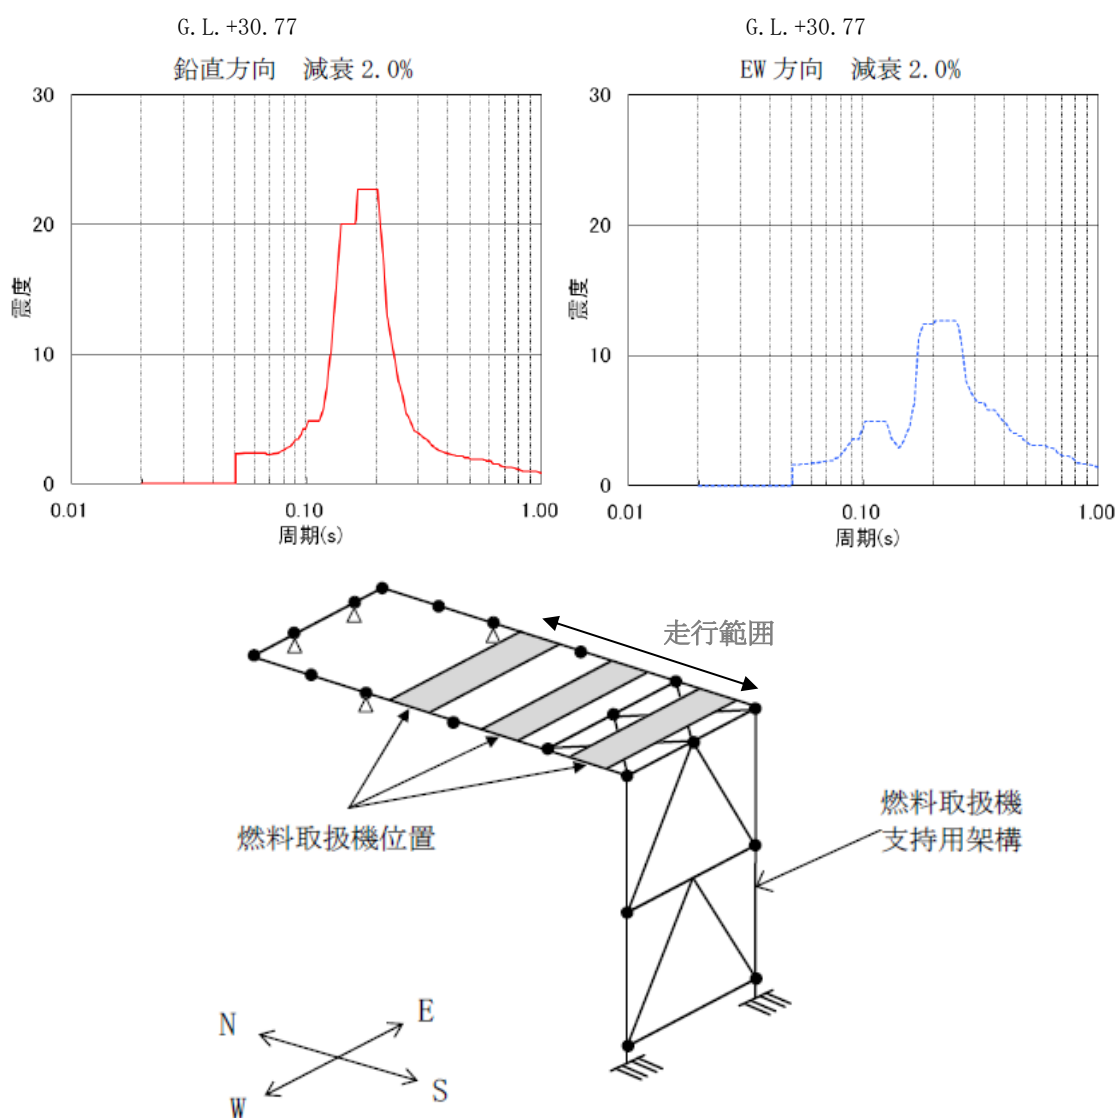 G.L.+30.77
鉛直方向 減衰 2.0%
30
20
10
0
震度
0.01
0.10
1.00
周期(s)
G.L.+30.77
EW 方向 減衰 2.0%
30
20
10
0
震度
0.01
0.10
1.00
周期(s)
走行範囲
燃料取扱機位置
燃料取扱機
支持用架構
N
E
W
S